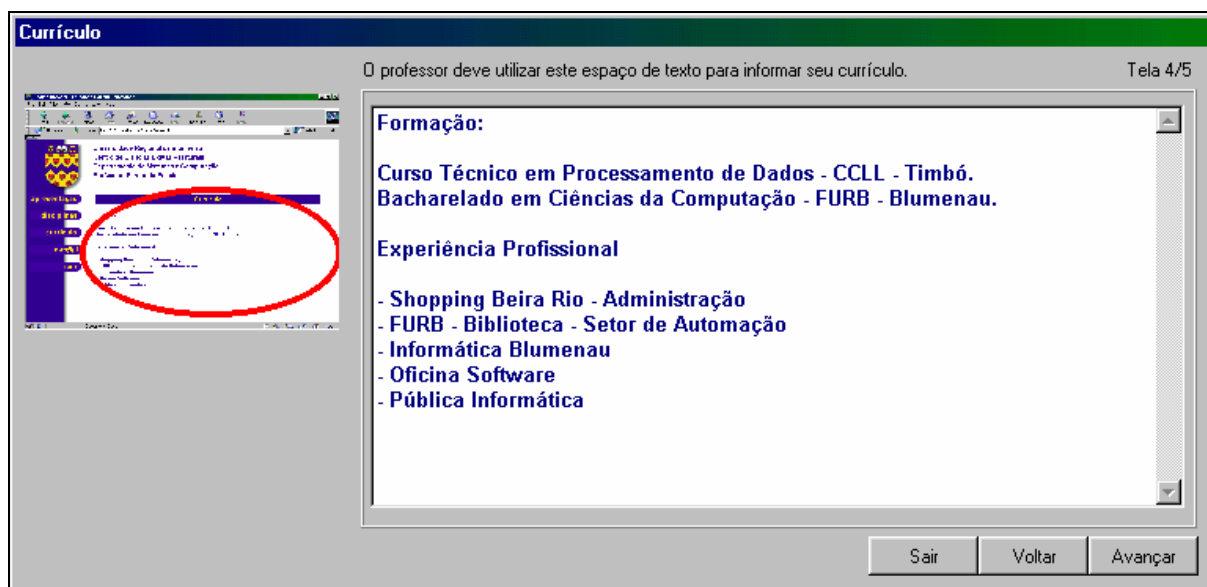 Currículo
O professor deve utilizar este espaço de texto para informar seu currículo.
Tela 4/5
Formação:
Curso Técnico em Processamento de Dados - CCLL - Timbó.
Bacharelado em Ciências da Computação - FURB - Blumenau.
Experiência Profissional
- Shopping Beira Rio - Administração
- FURB - Biblioteca - Setor de Automação
- Informática Blumenau
- Oficina Software
- Pública Informática
Sair
Voltar
Avançar